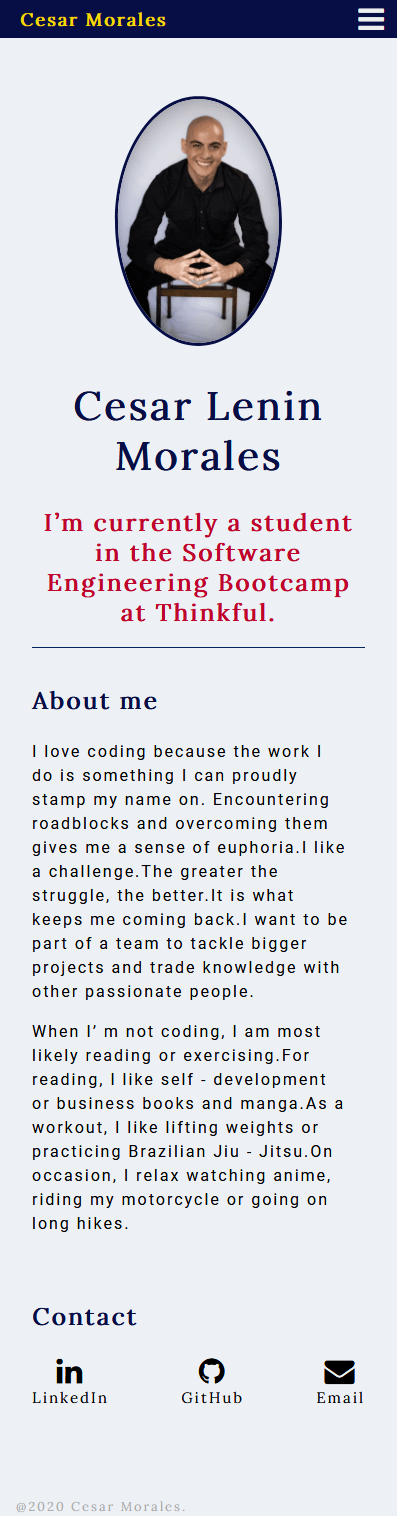 Cesar Morales
Cesar Lenin
Morales
I'm currently a student
in the Software
Engineering Bootcamp
at Thinkful.
About me
I love coding because the work I
do is something I can proudly
stamp my name on. Encountering
roadblocks and overcoming them
gives me a sense of euphoria.I like
a challenge.The greater the
struggle, the better.It is what
keeps me coming back.I want to be
part of a team to tackle bigger
projects and trade knowledge with
other passionate people.
When I’ m not coding, I am most
likely reading or exercising.For
reading, I like self - development
or business books and manga.As a
workout, I like lifting weights or
practicing Brazilian Jiu - Jitsu.On
occasion, I relax watching anime,
riding my motorcycle or going on
long hikes.
Contact
LinkedIn GitHub Email
@2020 Cesar Morales.